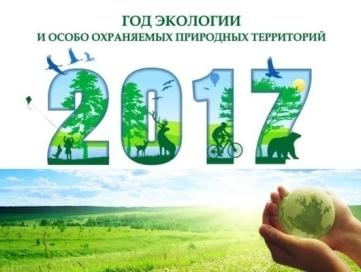 ГОД ЭКОЛОГИИ
И ОСОБО ОХРАНЯЕМЫХ ПРИРОДНЫХ ТЕРРИТОРИЙ
2017